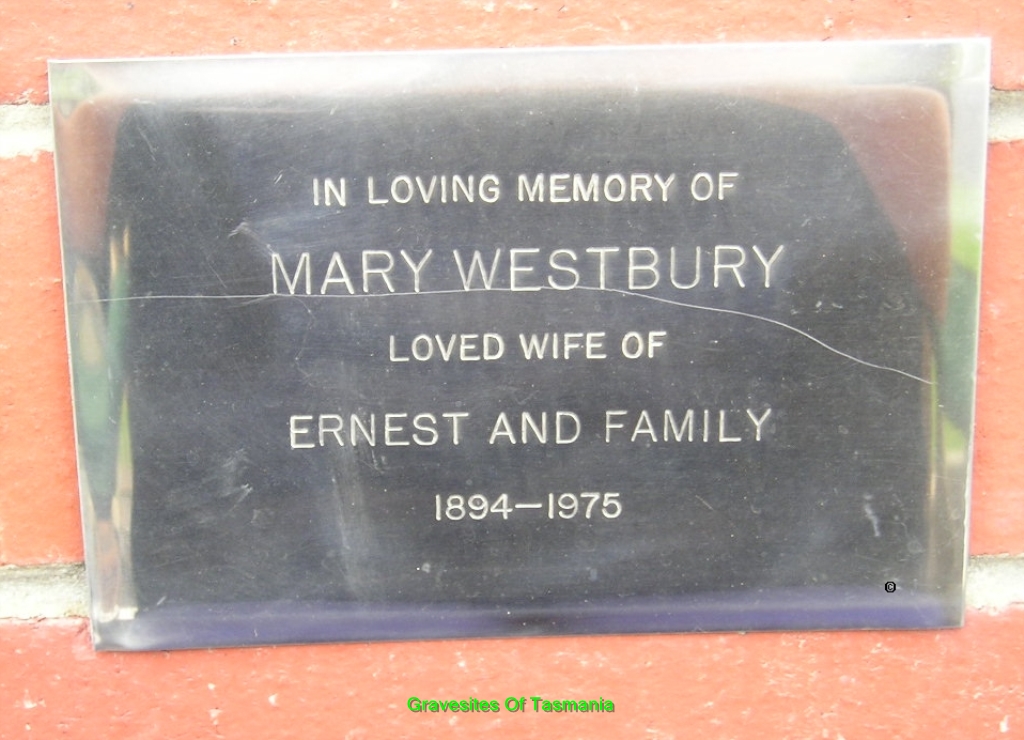 IN LOVING MEMORY OF
MARY WESTBURY
LOVED WIFE OF
ERNEST AND FAMILY
1894-1975
©
Gravesites Of Tasmania